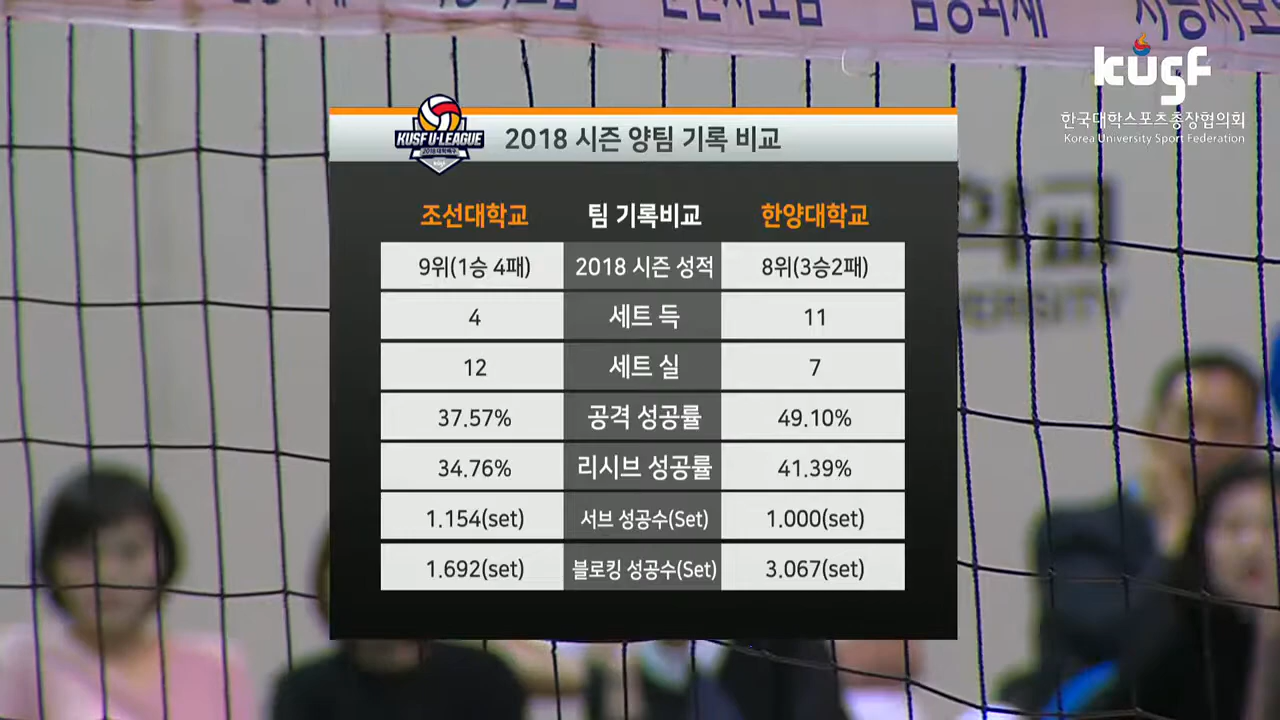 kusf
한국대학스포츠총장협의회
Korea University Sport Federation
KUSF U-LEAGUE
2018 시즌 양팀 기록 비교
조선대학교 팀 기록비교 한양대학교
9위(1승 4패) 2018 시즌 성적 8위(3승2패)
4 세트 득 11
12 세트 실 7
37.57% 공격 성공률 49.10%
34.76% 리시브 성공률 41.39%
1.154(set) 서브 성공수(Set) 1.000(set)
1.692(set) 블로킹 성공수(Set) 3.067(set)